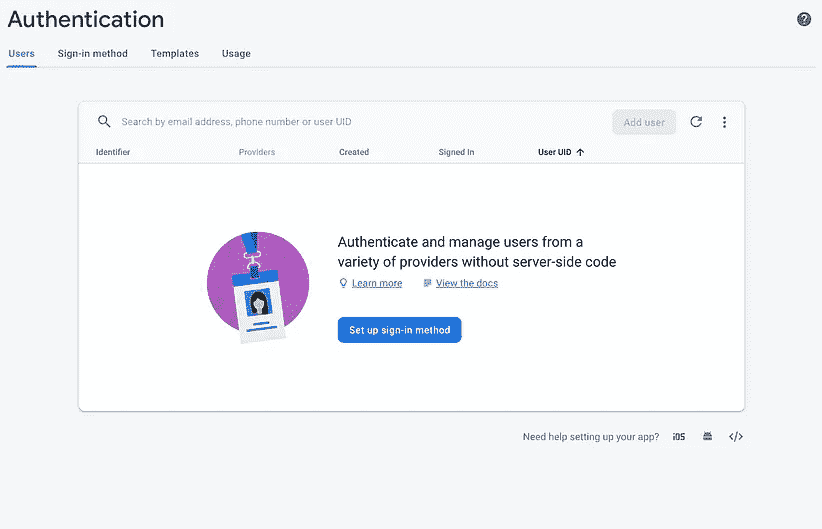 Authentication
Users Sign-in method Templates Usage
Search by email address, phone number or user UID Add user
Identifier Providers Created Signed In User UID
Authenticate and manage users from a
variety of providers without server-side code
Learn more View the docs
Set up sign-in method
Need help setting up your app? iOS </>